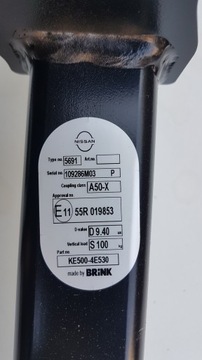 NISSAN
Type no. 5691 Art.no.
Serial no. 109286M03 P
Coupling class A50-X
Approval no.
E11 55R 019853
D value D 9.40 kN
Vertical load S 100 kg
Part no.
KE500-4E530
made by BRINK